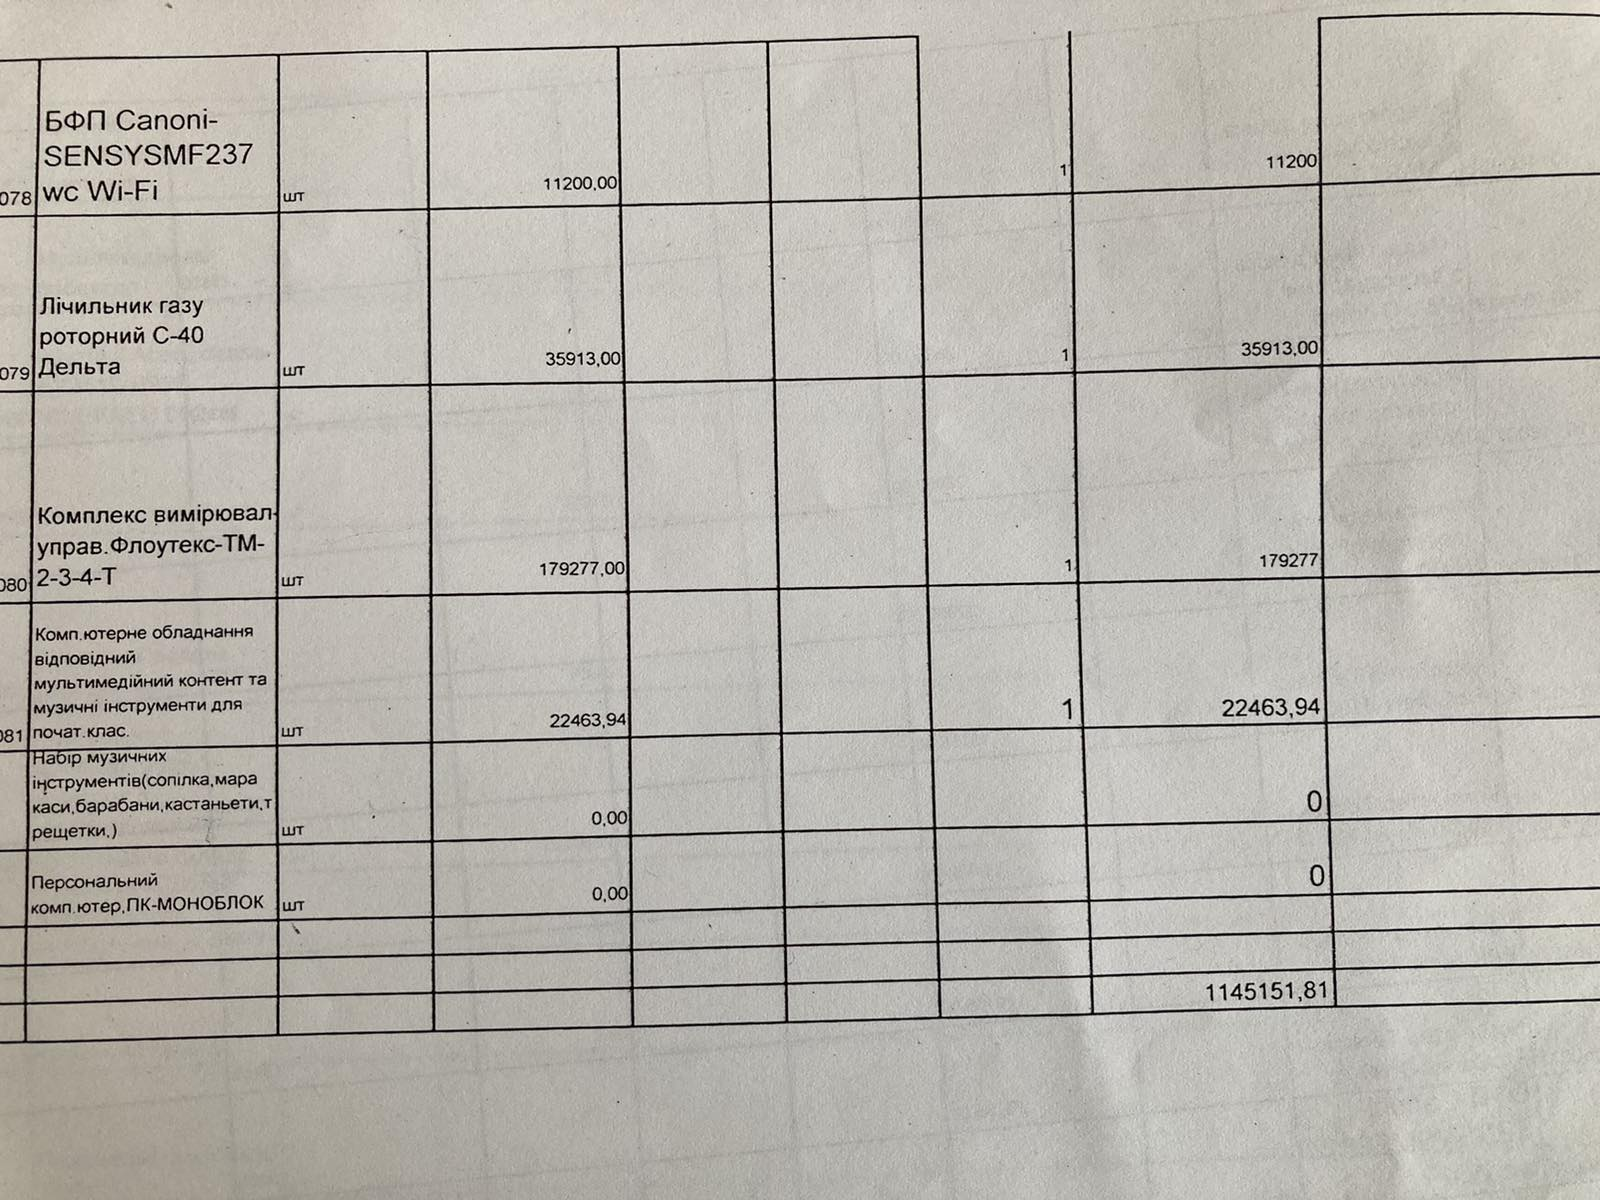 БФП Canoni-
SENSYSMF237
078 wc Wi-Fi шт 11200,00 1 11200
Лічильник газу
роторний С-40
079 Дельта шт 35913,00 1 35913,00
Комплекс вимірювал-
управ.Флоутекс-ТМ-
080 2-3-4-Т шт 179277,00 1 179277
Комп.ютерне обладнання
відповідний
мультимедійний контент та
музичні інструменти для
081 почат.клас. шт 22463,94 1 22463,94
Набір музичних
інструментів(сопілка,мара
каси,барабани,кастаньети,т
рещетки,) шт 0,00 0
Персональний
комп.ютер,ПК-МОНОБЛОК шт 0,00 0
1145151,81